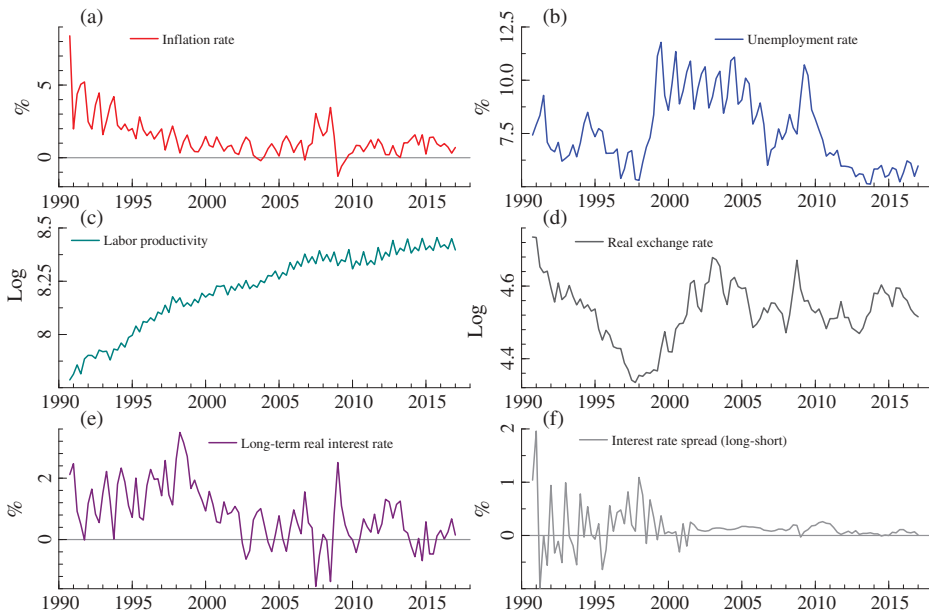 (a)
Inflation rate
%
5
0
1990 1995 2000 2005 2010 2015
(b)
Unemployment rate
%
12.5
10.0
7.5
1990 1995 2000 2005 2010 2015
(c)
Labor productivity
Log
8.5
8.25
8
1990 1995 2000 2005 2010 2015
(d)
Real exchange rate
Log
4.6
4.4
1990 1995 2000 2005 2010 2015
(e)
Long-term real interest rate
%
2
0
1990 1995 2000 2005 2010 2015
(f)
Interest rate spread (long-short)
%
2
1
0
1990 1995 2000 2005 2010 2015